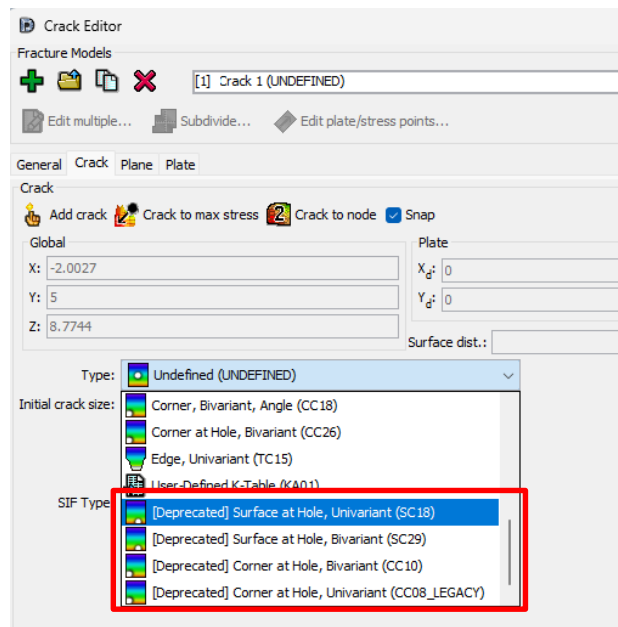 Crack Editor
Fracture Models
[1] Crack 1 (UNDEFINED)
Edit multiple... Subdivide... Edit plate/stress points...
General Crack Plane Plate
Crack
Add crack Crack to max stress 2 Crack to node Snap
Global Plate
X: -2.0027 Xd: 0
Y: 5 Yd: 0
Z: 8.7744
Surface dist.:
Type: Undefined (UNDEFINED)
Initial crack size: Corner, Bivariant, Angle (CC18)
Corner at Hole, Bivariant (CC26)
Edge, Univariant (TC15)
User-Defined K-Table (KA01)
SIF Type [Deprecated] Surface at Hole, Univariant (SC18)
[Deprecated] Surface at Hole, Bivariant (SC29)
[Deprecated] Corner at Hole, Bivariant (CC10)
[Deprecated] Corner at Hole, Univariant (CC08_LEGACY)